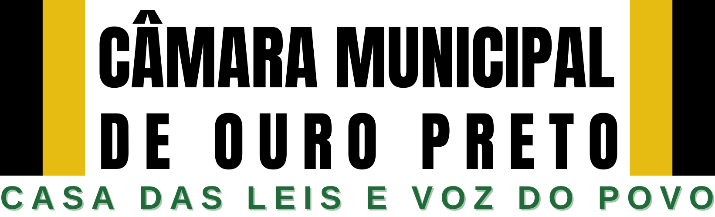 CÂMARA MUNICIPAL
DE OURO PRETO
CASA DAS LEIS E VOZ DO POVO